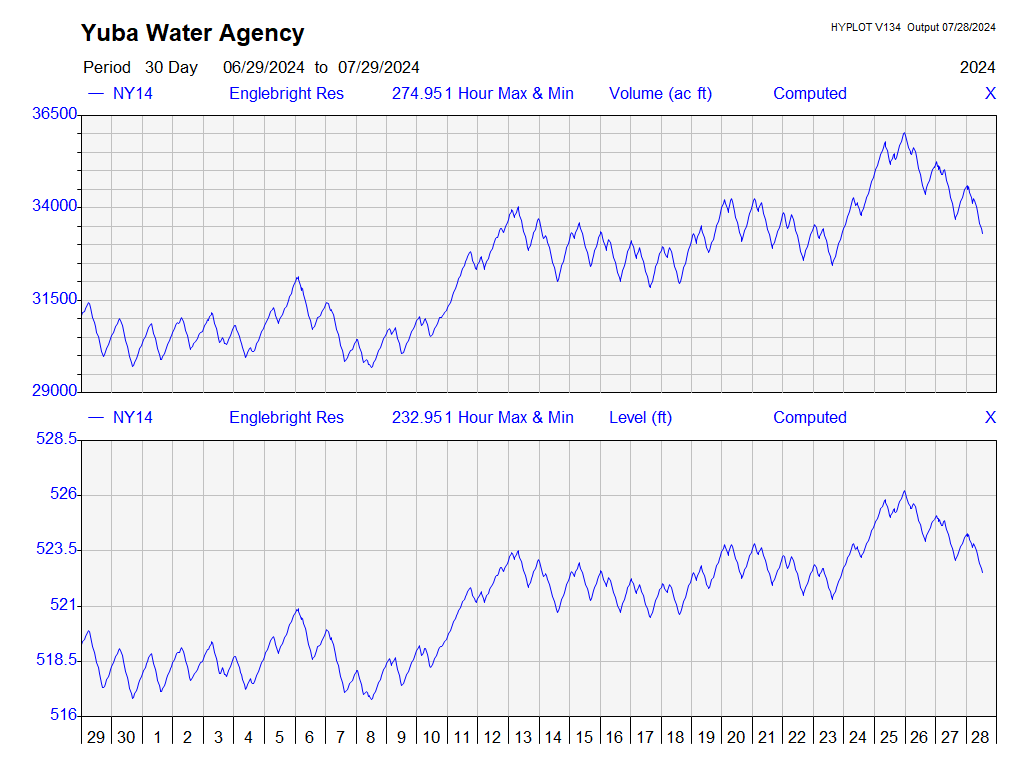 Yuba Water Agency
HYPLOT V134 Output 07/28/2024
Period 30 Day 06/29/2024 to 07/29/2024 2024
— NY14 Englebright Res 274.951 Hour Max & Min Volume (ac ft) Computed X
36500
34000
31500
29000
— NY14 Englebright Res 232.951 Hour Max & Min Level (ft) Computed X
528.5
526
523.5
521
518.5
516
29 30 1 2 3 4 5 6 7 8 9 10 11 12 13 14 15 16 17 18 19 20 21 22 23 24 25 26 27 28